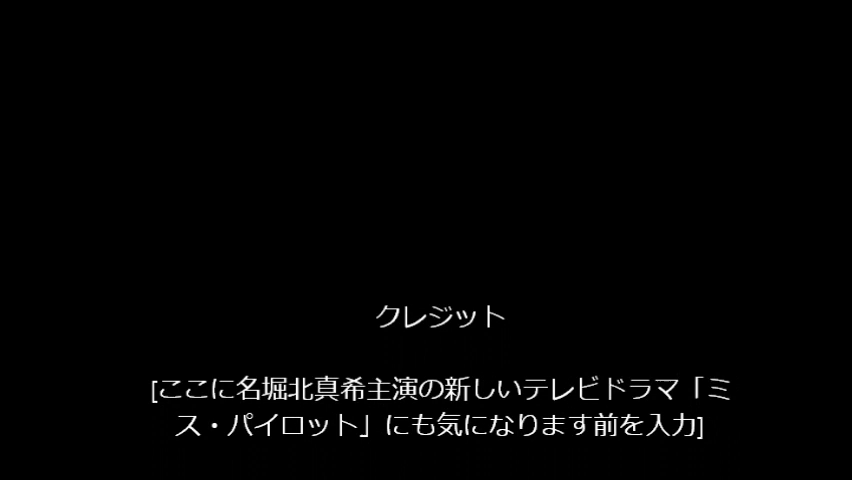 クレジット
[ここに名堀北真希主演の新しいテレビドラマ「ミ
ス・パイロット」にも気になります前を入力]